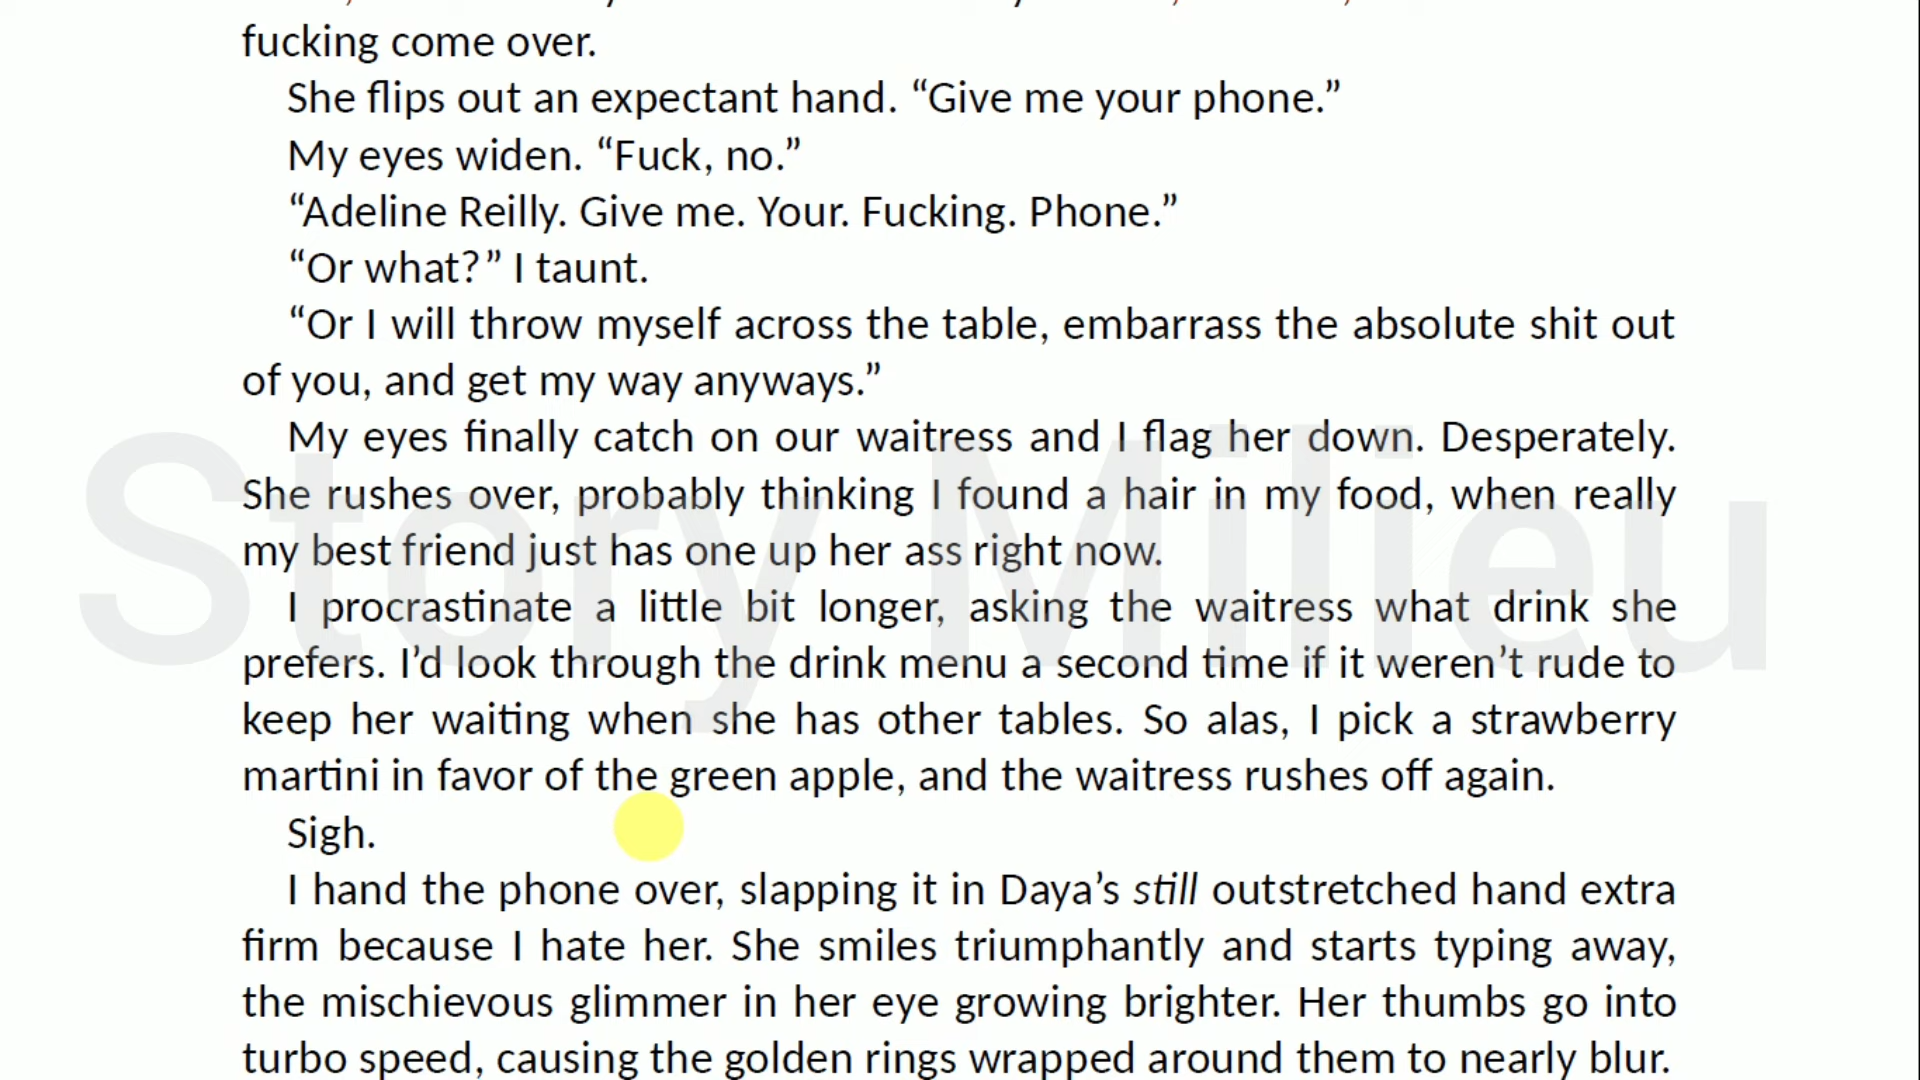 fucking come over.
She flips out an expectant hand. “Give me your phone.”
My eyes widen. “Fuck, no.”
“Adeline Reilly. Give me. Your. Fucking. Phone.”
“Or what?” I taunt.
“Or I will throw myself across the table, embarrass the absolute shit out
of you, and get my way anyways.”
My eyes finally catch on our waitress and I flag her down. Desperately.
She rushes over, probably thinking I found a hair in my food, when really
my best friend just has one up her ass right now.
Story Milieu
I procrastinate a little bit longer, asking the waitress what drink she
prefers. I’d look through the drink menu a second time if it weren’t rude to
keep her waiting when she has other tables. So alas, I pick a strawberry
martini in favor of the green apple, and the waitress rushes off again.
Sigh.
I hand the phone over, slapping it in Daya’s still outstretched hand extra
firm because I hate her. She smiles triumphantly and starts typing away,
the mischievous glimmer in her eye growing brighter. Her thumbs go into
turbo speed, causing the golden rings wrapped around them to nearly blur.